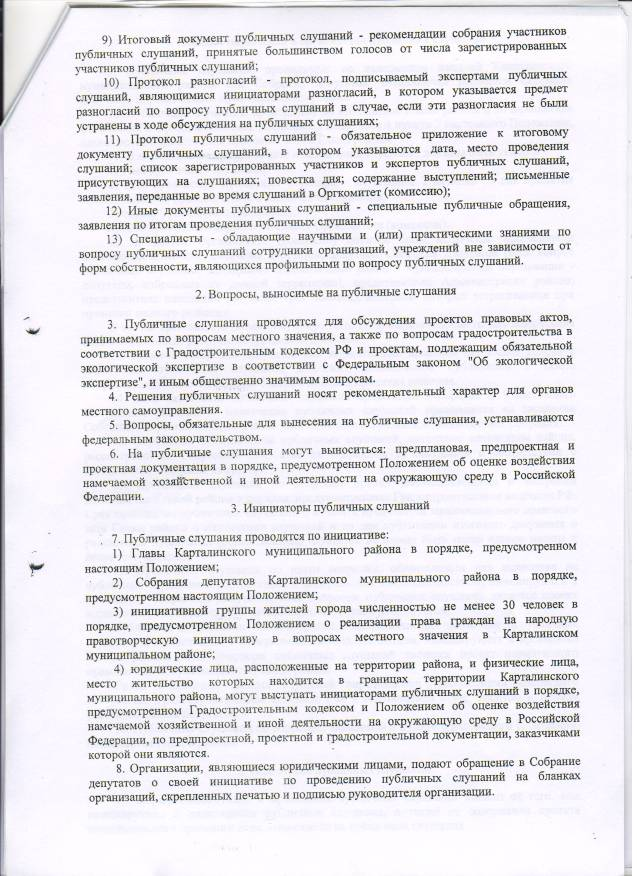 9) Итоговый документ публичных слушаний - рекомендации собрания участников
публичных слушаний, принятые большинством голосов от числа зарегистрированных
участников публичных слушаний;
10) Протокол разногласий - протокол, подписываемый экспертами публичных
слушаний, являющимися инициаторами разногласий, в котором указывается предмет
разногласий по вопросу публичных слушаний в случае, если эти разногласия не были
устранены в ходе обсуждения на публичных слушаниях;
11) Протокол публичных слушаний - обязательное приложение к итоговому
документу публичных слушаний, в котором указываются дата, место проведения
слушаний; список зарегистрированных участников и экспертов публичных слушаний,
присутствующих на слушаниях; повестка дня; содержание выступлений; письменные
заявления, переданные во время слушаний в Оргкомитет (комиссию);
12) Иные документы публичных слушаний - специальные публичные обращения,
заявления по итогам проведения публичных слушаний;
13) Специалисты - обладающие научными и (или) практическими знаниями по
вопросу публичных слушаний сотрудники организаций, учреждений вне зависимости от
форм собственности, являющихся профильными по вопросу публичных слушаний.
2. Вопросы, выносимые на публичные слушания
3. Публичные слушания проводятся для обсуждения проектов правовых актов,
принимаемых по вопросам местного значения, а также по вопросам градостроительства в
соответствии с Градостроительным кодексом РФ и проектам, подлежащим обязательной
экологической экспертизе в соответствии с Федеральным законом "Об экологической
экспертизе", и иным общественно значимым вопросам.
4. Решения публичных слушаний носят рекомендательный характер для органов
местного самоуправления.
5. Вопросы, обязательные для вынесения на публичные слушания, устанавливаются
федеральным законодательством.
6. На публичные слушания могут выноситься: предплановая, предпроектная и
проектная документация в порядке, предусмотренном Положением об оценке воздействия
намечаемой хозяйственной и иной деятельности на окружающую среду в Российской
Федерации.
3. Инициаторы публичных слушаний
7. Публичные слушания проводятся по инициативе:
1) Главы Карталинского муниципального района в порядке, предусмотренном
настоящим Положением;
2) Собрания депутатов Карталинского муниципального района в порядке,
предусмотренном настоящим Положением;
3) инициативной группы жителей города численностью не менее 30 человек в
порядке, предусмотренном Положением о реализации права граждан на народную
правотворческую инициативу в вопросах местного значения в Карталинском
муниципальном районе;
4) юридические лица, расположенные на территории района, и физические лица,
место жительство которых находится в границах территории Карталинского
муниципального района, могут выступать инициаторами публичных слушаний в порядке,
предусмотренном Градостроительным кодексом и Положением об оценке воздействия
намечаемой хозяйственной и иной деятельности на окружающую среду в Российской
Федерации, по предпроектной, проектной и градостроительной документации, заказчиками
которой они являются.
8. Организации, являющиеся юридическими лицами, подают обращение в Собрание
депутатов о своей инициативе по проведению публичных слушаний на бланках
организаций, скрепленных печатью и подписью руководителя организации.